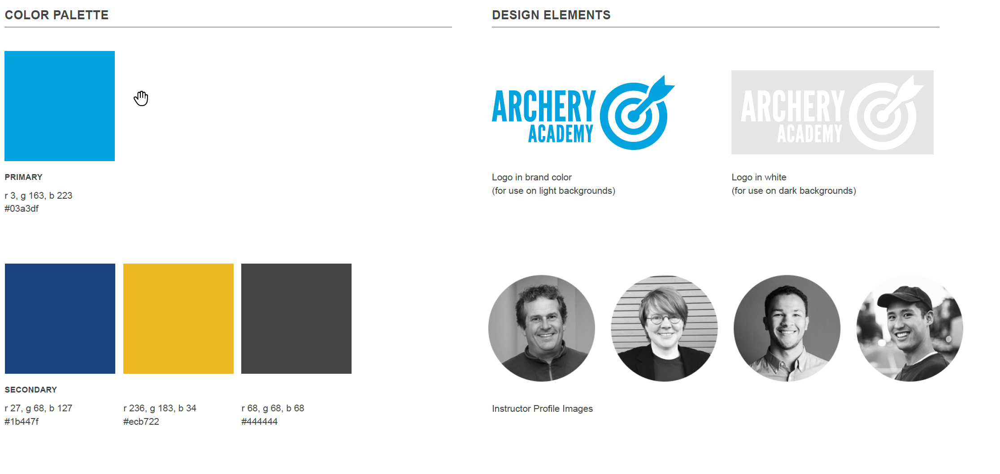 COLOR PALETTE
PRIMARY
r 3, g 163, b 223
#03a3df
SECONDARY
r 27, g 68, b 127
#1b447f
r 236, g 183, b 34
#ecb722
r 68, g 68, b 68
#444444
DESIGN ELEMENTS
ARCHERY
ACADEMY
Logo in brand color
(for use on light backgrounds)
ARCHERY
ACADEMY
Logo in white
(for use on dark backgrounds)
Instructor Profile Images